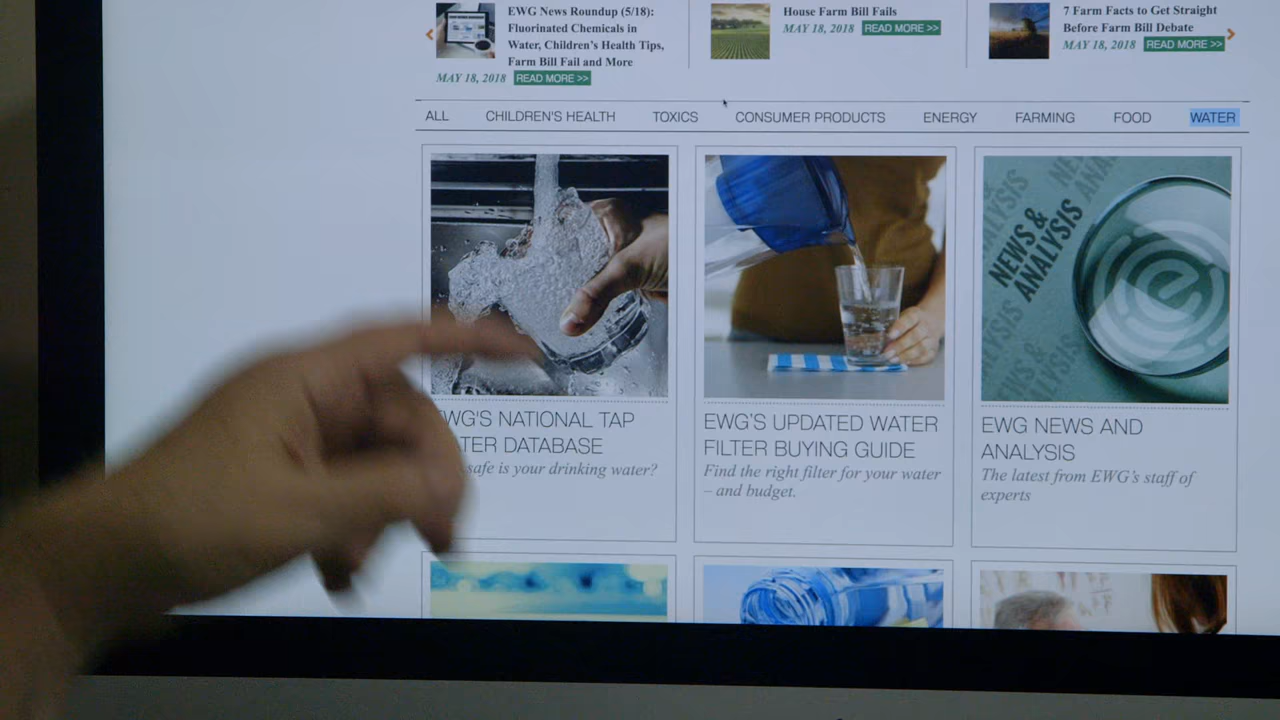 EWG News Roundup (5/18):
Fluorinated Chemicals in
Water, Children's Health Tips,
Farm Bill Fail and More
MAY 18, 2018 READ MORE >>
House Farm Bill Fails
MAY 18, 2018 READ MORE >>
7 Farm Facts to Get Straight
Before Farm Bill Debate
MAY 18, 2018 READ MORE >>
ALL CHILDREN'S HEALTH TOXICS CONSUMER PRODUCTS ENERGY FARMING FOOD WATER
NEWS &
ANALYSIS
EWG'S NATIONAL TAP
TER DATABASE
safe is your drinking water?
EWG'S UPDATED WATER
FILTER BUYING GUIDE
Find the right filter for your water
– and budget.
EWG NEWS AND
ANALYSIS
The latest from EWG's staff of
experts